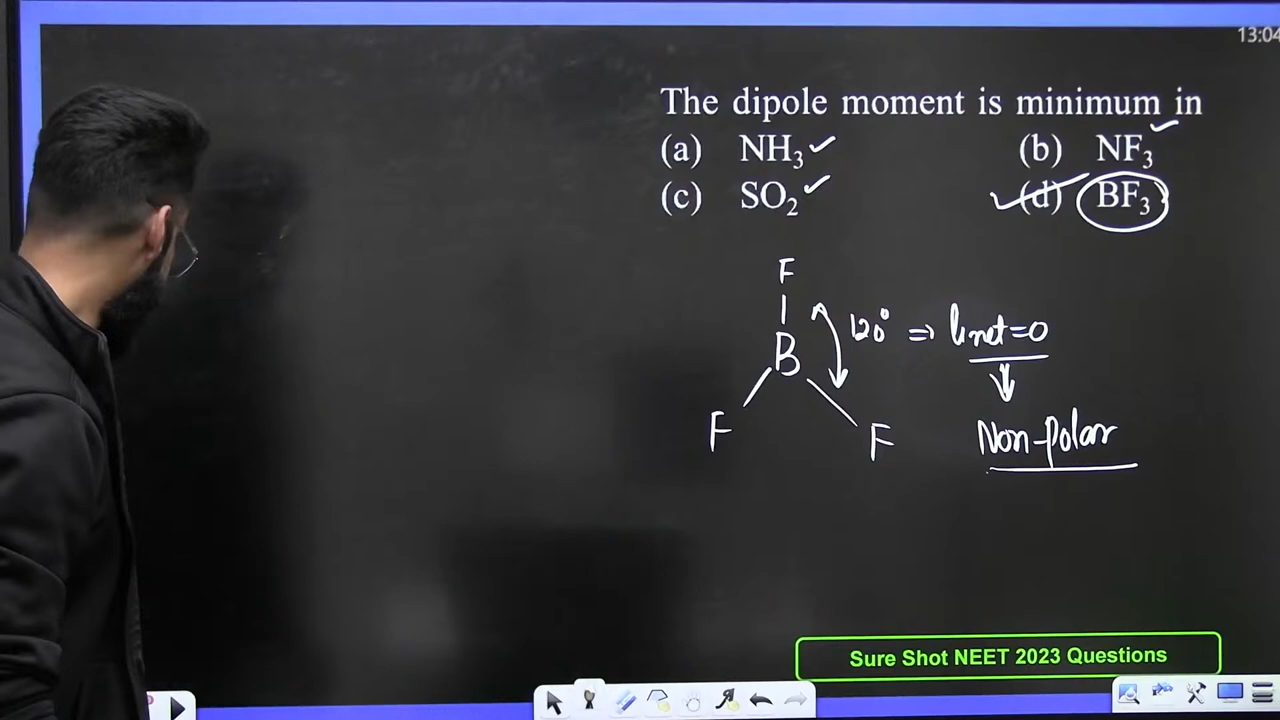 13:04
The dipole moment is minimum in
(a) NH₃ (b) NF₃
(c) SO₂ (d) BF₃
F
B
F
F
120° ⇒ μnet=0
Non-polar
Sure Shot NEET 2023 Questions